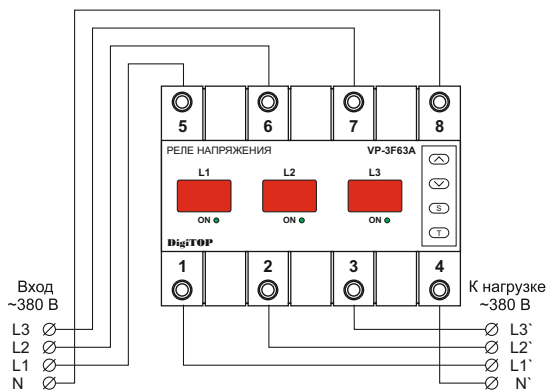 5 6 7 8
РЕЛЕ НАПРЯЖЕНИЯ VP-3F63A
L1 L2 L3
S
ON ON ON
T
DigiTOP
1 2 3 4
Вход
~380 В
L3
L2
L1
N
К нагрузке
~380 В
L3`
L2`
L1`
N`